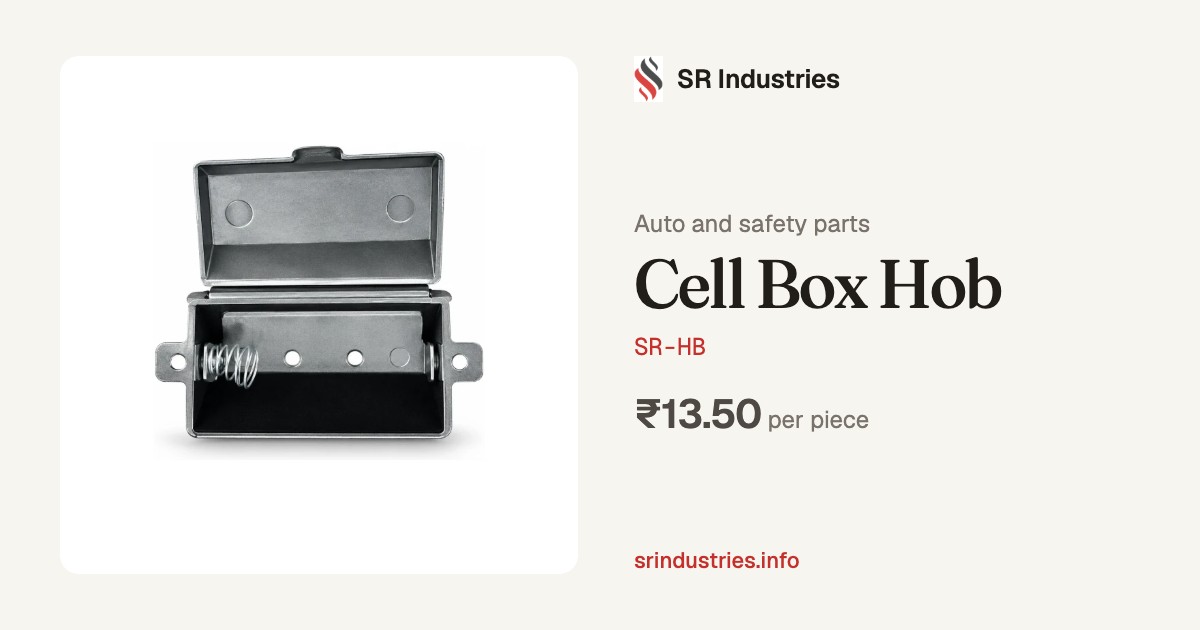 SR Industries
Auto and safety parts
Cell Box Hob
SR-HB
₹13.50 per piece
srindustries.info